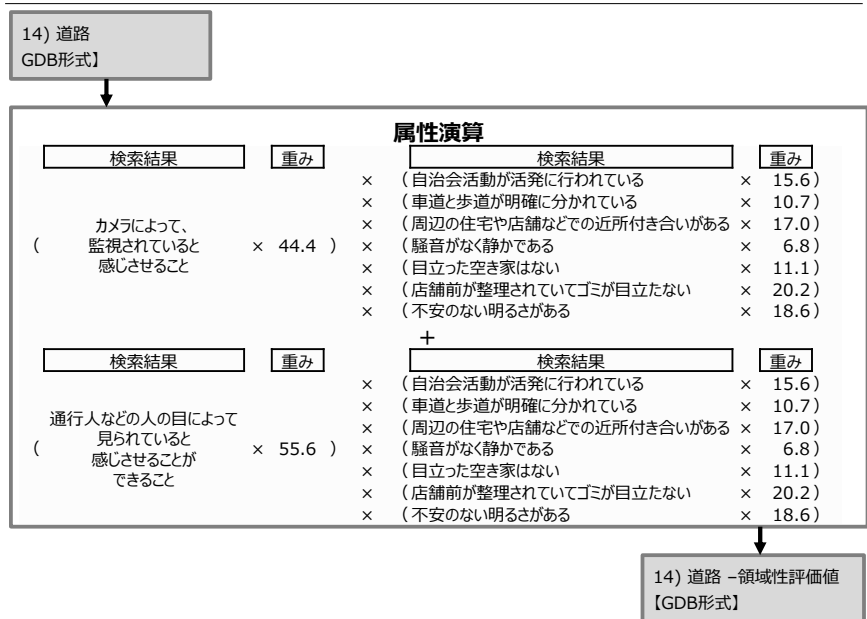 14) 道路
GDB形式】
属性演算
検索結果 重み 検索結果 重み
× (自治会活動が活発に行われている × 15.6)
× (車道と歩道が明確に分かれている × 10.7)
× (周辺の住宅や店舗などでの近所付き合いがある × 17.0)
( カメラによって、
監視されていると
感じさせること × 44.4 ) × (騒音がなく静かである × 6.8)
× (目立った空き家はない × 11.1)
× (店舗前が整理されていてゴミが目立たない × 20.2)
× (不安のない明るさがある × 18.6)
+
検索結果 重み 検索結果 重み
× (自治会活動が活発に行われている × 15.6)
× (車道と歩道が明確に分かれている × 10.7)
× (周辺の住宅や店舗などでの近所付き合いがある × 17.0)
( 通行人などの人の目によって
見られていると
感じさせることが
できること × 55.6 ) × (騒音がなく静かである × 6.8)
× (目立った空き家はない × 11.1)
× (店舗前が整理されていてゴミが目立たない × 20.2)
× (不安のない明るさがある × 18.6)
14) 道路 –領域性評価値
【GDB形式】